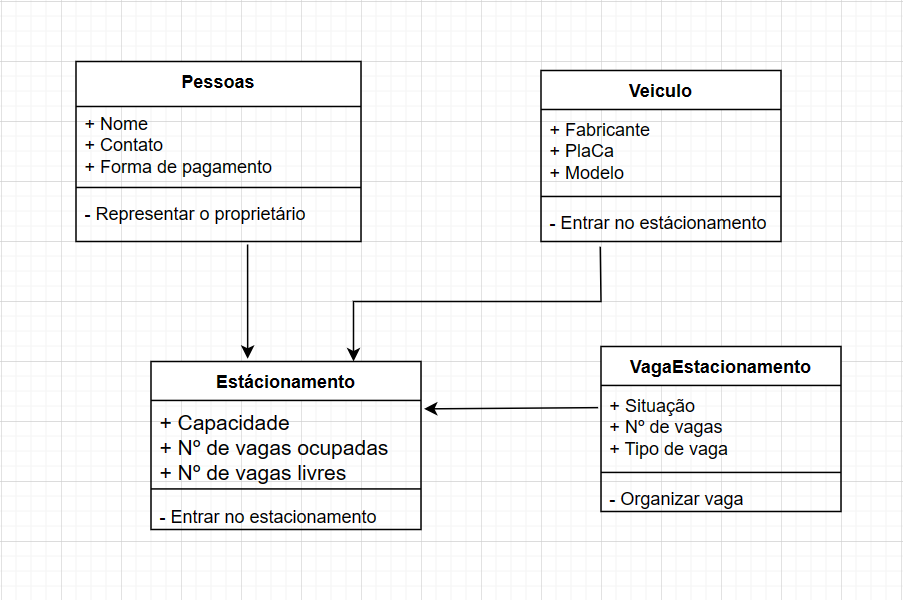 Pessoas
+ Nome
+ Contato
+ Forma de pagamento
- Representar o proprietário
Veiculo
+ Fabricante
+ PlaCa
+ Modelo
- Entrar no estácionamento
Estácionamento
+ Capacidade
+ Nº de vagas ocupadas
+ Nº de vagas livres
- Entrar no estacionamento
VagaEstacionamento
+ Situação
+ Nº de vagas
+ Tipo de vaga
- Organizar vaga